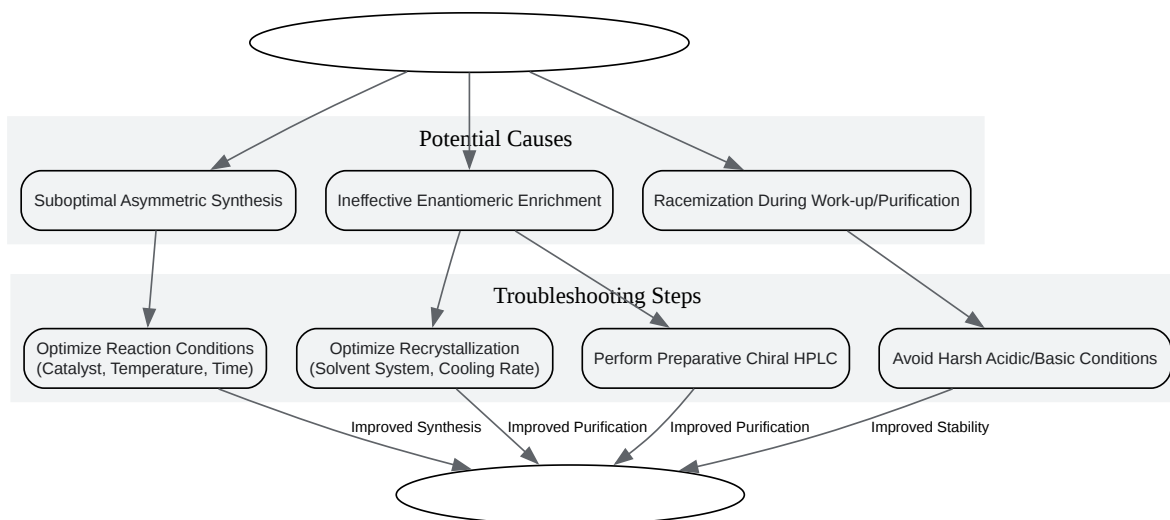 Potential Causes
Suboptimal Asymmetric Synthesis
Ineffective Enantiomeric Enrichment
Racemization During Work-up/Purification
Troubleshooting Steps
Optimize Reaction Conditions
(Catalyst, Temperature, Time)
Optimize Recrystallization
(Solvent System, Cooling Rate)
Perform Preparative Chiral HPLC
Avoid Harsh Acidic/Basic Conditions
Improved Synthesis
Improved Purification
Improved Purification
Improved Stability